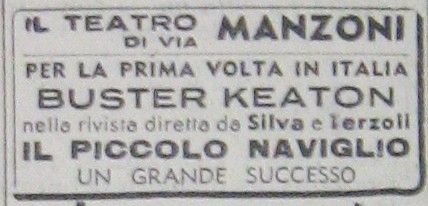 IL TEATRO DI VIA MANZONI
PER LA PRIMA VOLTA IN ITALIA
BUSTER KEATON
nella rivista diretta da Silva e Terzoli
IL PICCOLO NAVIGLIO
UN GRANDE SUCCESSO